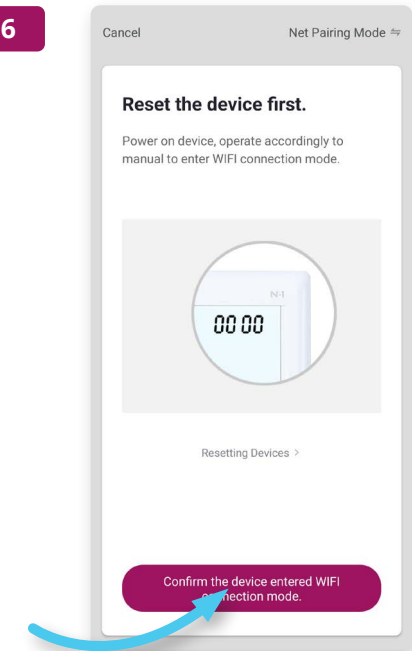 6
Cancel
Net Pairing Mode
Reset the device first.
Power on device, operate accordingly to
manual to enter WIFI connection mode.
00 00
Resetting Devices >
Confirm the device entered WIFI
connection mode.